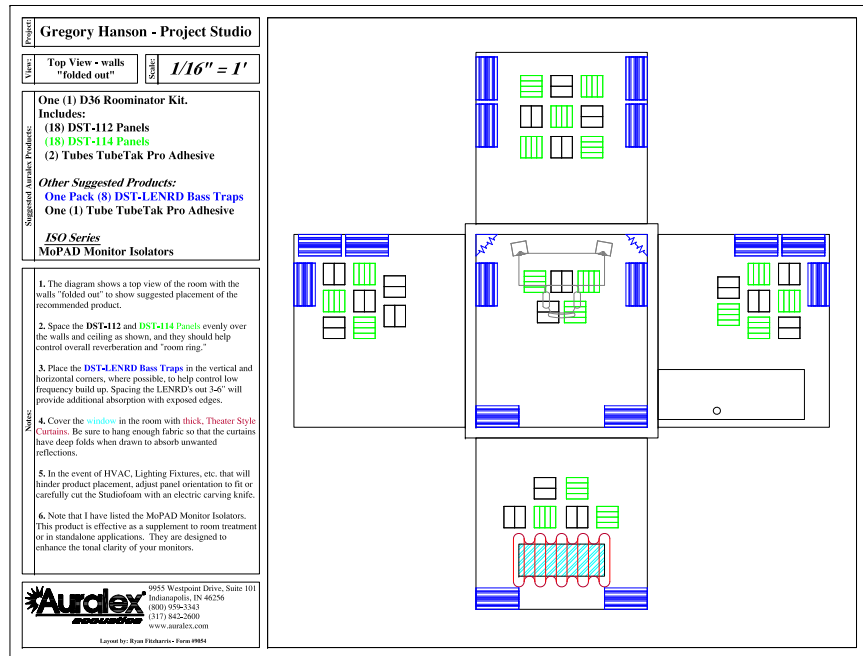 Project:
Gregory Hanson - Project Studio
View:
Top View - walls
"folded out"
Scale:
1/16" = 1'
Suggested Auralex Products:
One (1) D36 Roominator Kit.
Includes:
(18) DST-112 Panels
(18) DST-114 Panels
(2) Tubes TubeTak Pro Adhesive
Other Suggested Products:
One Pack (8) DST-LENRD Bass Traps
One (1) Tube TubeTak Pro Adhesive
ISO Series
MoPAD Monitor Isolators
Notes:
1. The diagram shows a top view of the room with the
walls "folded out" to show suggested placement of the
recommended product.
2. Space the DST-112 and DST-114 Panels evenly over
the walls and ceiling as shown, and they should help
control overall reverberation and "room ring."
3. Place the DST-LENRD Bass Traps in the vertical and
horizontal corners, where possible, to help control low
frequency build up. Spacing the LENRD's out 3-6" will
provide additional absorption with exposed edges.
4. Cover the window in the room with thick, Theater Style
Curtains. Be sure to hang enough fabric so that the curtains
have deep folds when drawn to absorb unwanted
reflections.
5. In the event of HVAC, Lighting Fixtures, etc. that will
hinder product placement, adjust panel orientation to fit or
carefully cut the Studiofoam with an electric carving knife.
6. Note that I have listed the MoPAD Monitor Isolators.
This product is effective as a supplement to room treatment
or in standalone applications. They are designed to
enhance the tonal clarity of your monitors.
Auralex
acoustics
9955 Westpoint Drive, Suite 101
Indianapolis, IN 46256
(800) 959-3343
(317) 842-2600
www.auralex.com
Layout by: Ryan Fitzharris - Form #9054